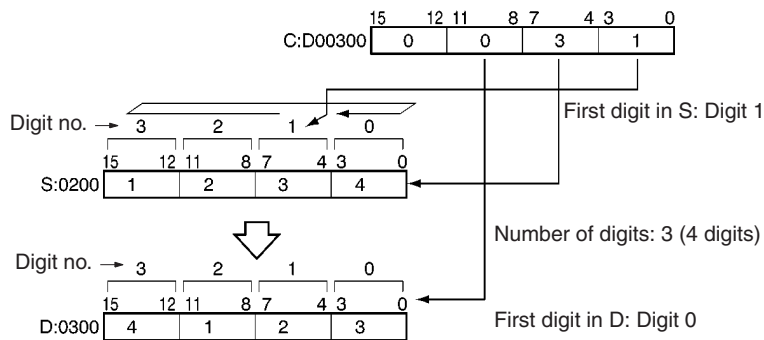 15 12 11 8 7 4 3 0
C:D00300 0 0 3 1
First digit in S: Digit 1
Digit no. 3 2 1 0
15 12 11 8 7 4 3 0
S:0200 1 2 3 4
Number of digits: 3 (4 digits)
Digit no. 3 2 1 0
15 12 11 8 7 4 3 0
D:0300 4 1 2 3
First digit in D: Digit 0